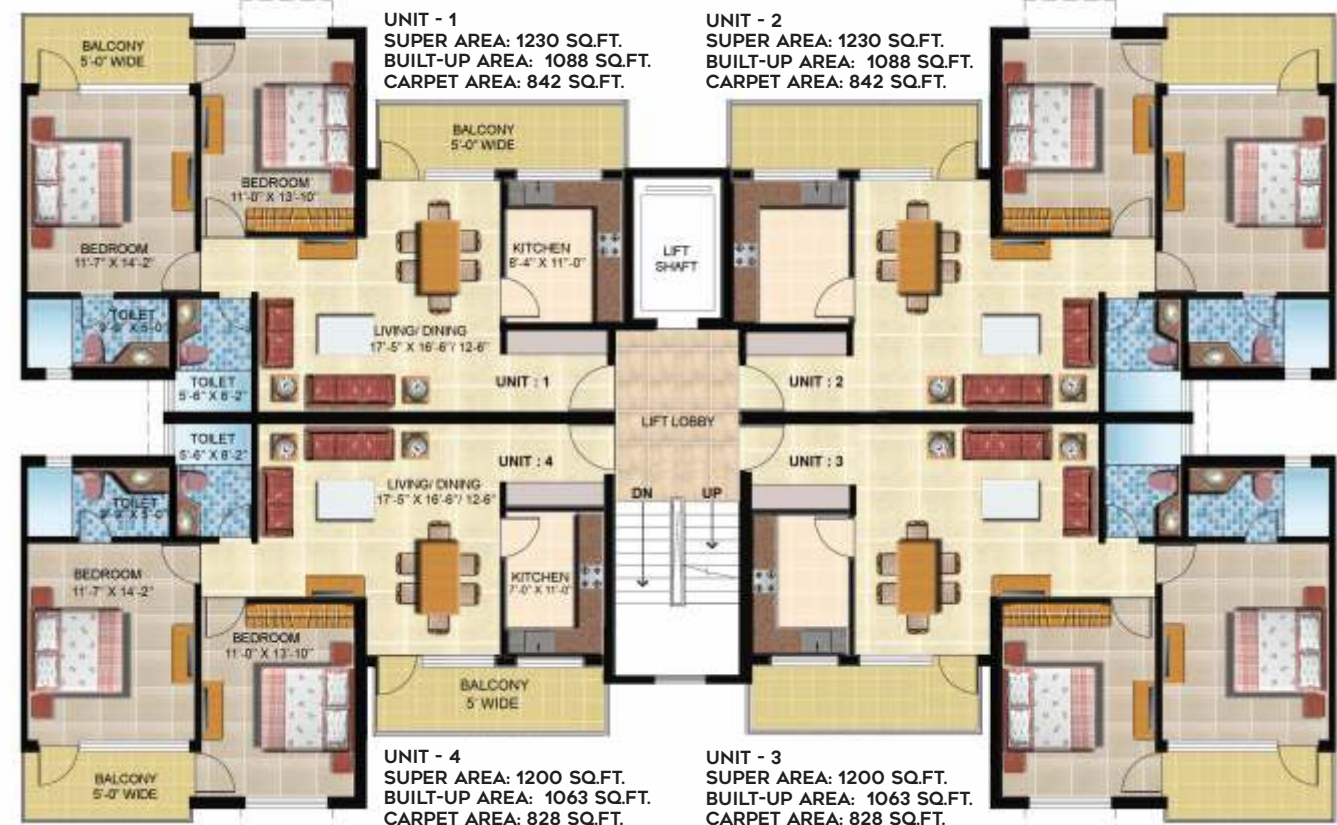 UNIT - 1
SUPER AREA: 1230 SQ.FT.
BUILT-UP AREA: 1088 SQ.FT.
CARPET AREA: 842 SQ.FT.
UNIT - 2
SUPER AREA: 1230 SQ.FT.
BUILT-UP AREA: 1088 SQ.FT.
CARPET AREA: 842 SQ.FT.
BALCONY
5'-0" WIDE
BALCONY
5'-0" WIDE
BEDROOM
11'-0" X 13'-10"
BEDROOM
11'-7" X 14'-2"
KITCHEN
8'-4" X 11'-0"
LIFT
SHAFT
TOILET
LIVING/ DINING
17'-5" X 16'-6"/ 12-6"
TOILET
5'-6" X 8'-2"
UNIT : 1
UNIT : 2
LIFT LOBBY
TOILET
5'-6" X 8'-2"
UNIT : 4
UNIT : 3
LIVING/ DINING
17'-5" X 16'-6"/ 12-6"
TOILET
DN
UP
BEDROOM
11'-7" X 14'-2"
KITCHEN
7'-0" X 11'-0"
BEDROOM
11'-0" X 13'-10"
BALCONY
5' WIDE
BALCONY
5'-0" WIDE
UNIT - 4
SUPER AREA: 1200 SQ.FT.
BUILT-UP AREA: 1063 SQ.FT.
CARPET AREA: 828 SQ.FT.
UNIT - 3
SUPER AREA: 1200 SQ.FT.
BUILT-UP AREA: 1063 SQ.FT.
CARPET AREA: 828 SQ.FT.